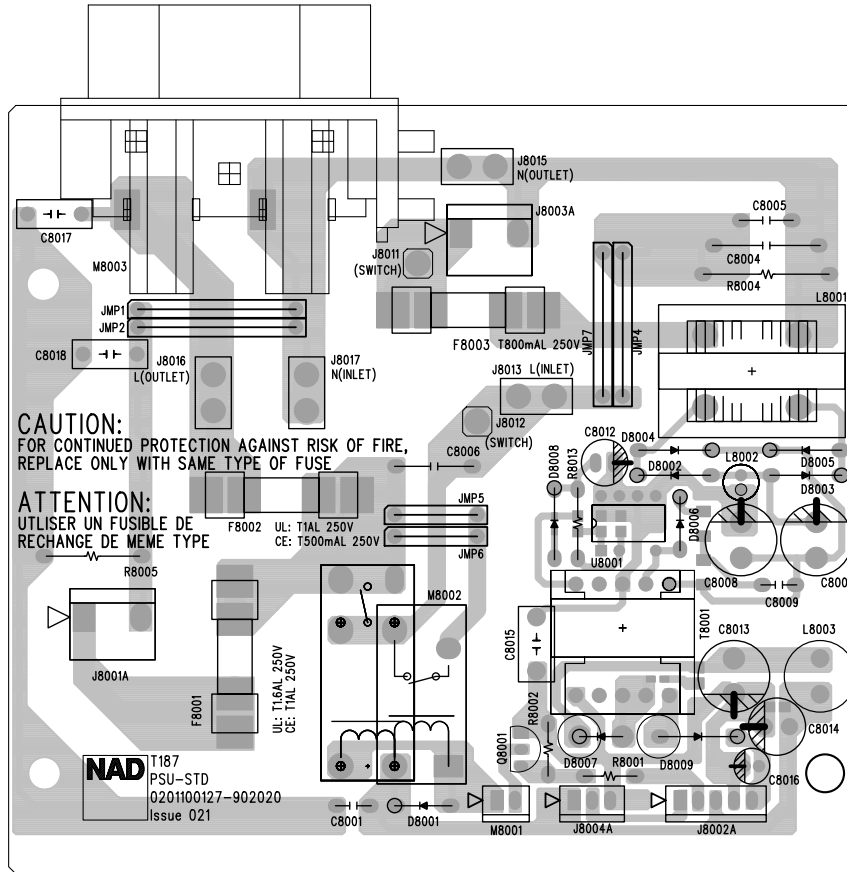 J8015
N(OUTLET)
C8017
J8003A
C8005
J8011
(SWITCH)
C8004
M8003
R8004
L8001
JMP1
JMP2
F8003 T800mAL 250V
JMP7
JMP4
C8018
J8016
L(OUTLET)
J8017
N(INLET)
J8013 L(INLET)
J8012
(SWITCH)
CAUTION:
FOR CONTINUED PROTECTION AGAINST RISK OF FIRE,
REPLACE ONLY WITH SAME TYPE OF FUSE
C8006
C8012
D8004
D8008
R8013
D8002
L8002
D8005
D8003
ATTENTION:
UTLISER UN FUSIBLE DE
RECHANGE DE MEME TYPE
F8002
UL: T1AL 250V
CE: T500mAL 250V
JMP5
JMP6
D8006
U8001
R8005
C8008
C8009
C800
M8002
J8001A
F8001
UL: T1.6AL 250V
CE: T1AL 250V
C8015
T8001
C8013
L8003
R8002
Q8001
D8007
R8001
D8009
C8014
C8016
NAD
T187
PSU-STD
0201100127-902020
Issue 021
C8001
D8001
M8001
J8004A
J8002A